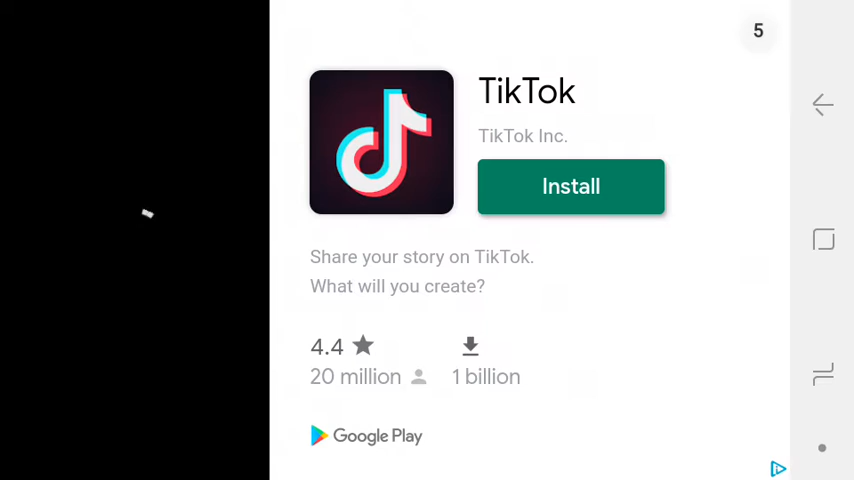 5
TikTok
TikTok Inc.
Install
Share your story on TikTok.
What will you create?
4.4
20 million
1 billion
Google Play